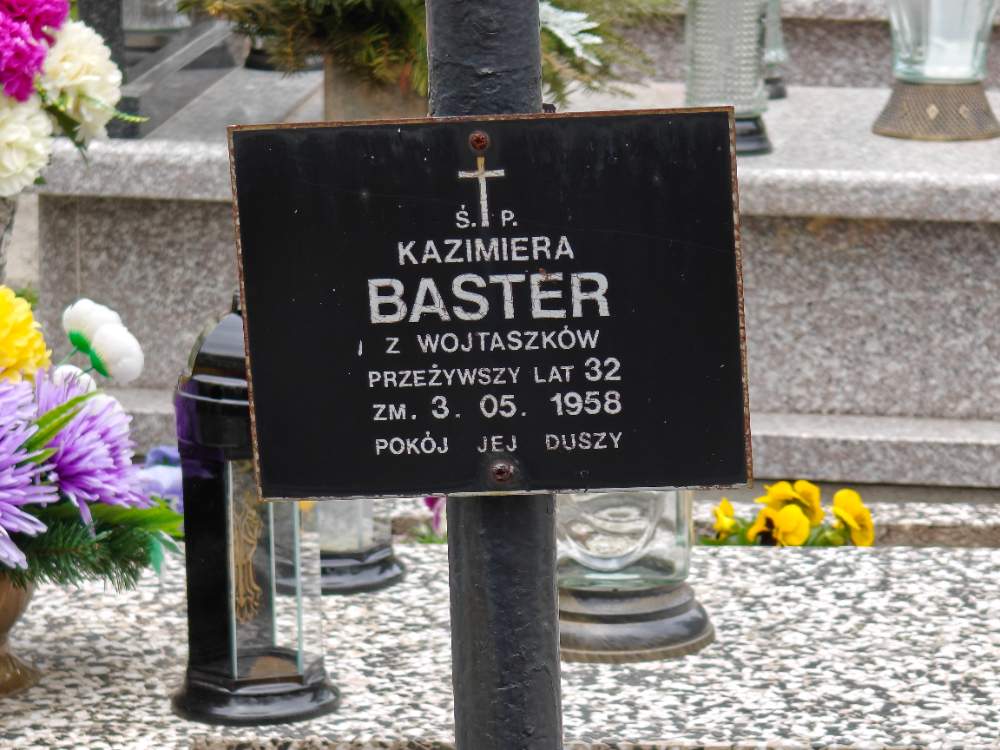 Ś. P.
KAZIMIERA
BASTER
Z WOJTASZKÓW
PRZEŻYWSZY LAT 32
ZM. 3. 05. 1958
POKÓJ JEJ DUSZY